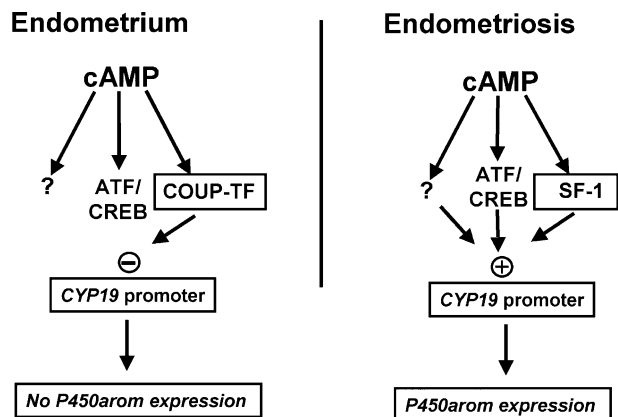 Endometrium
cAMP
?
ATF/
CREB
COUP-TF
−
CYP19 promoter
No P450arom expression
Endometriosis
cAMP
?
ATF/
CREB
SF-1
+
CYP19 promoter
P450arom expression